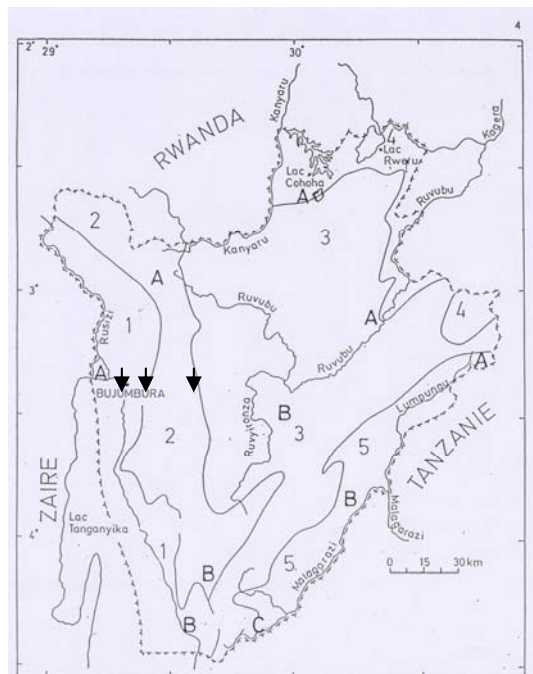 4
2°
29°
30°
RWANDA
Kanyaru
Kagera
4
Lac
Rweru
Lac
Cohoha
A
Ruvubu
2
Kanyaru
3
A
3°
Ruvubu
1
Rusizi
A
4
Ruvubu
A
A
BUJUMBURA
Lumpungu
B
Ruvyironza
3
2
5
TANZANIE
ZAIRE
B
Lac
Tanganyika
Malagarazi
4°
1
B
5
0 15 30 km
Malagarazi
B
C